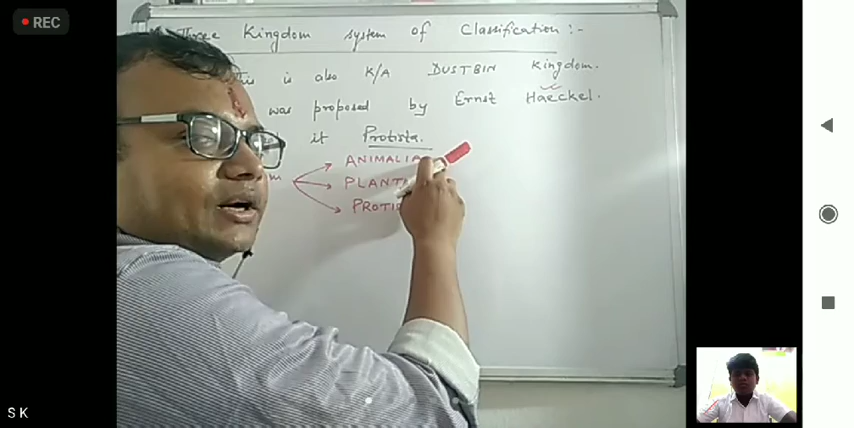 REC
Three Kingdom system of Classification :-
is also K/A DUSTBIN Kingdom.
was proposed by Ernst Haeckel.
it Protista.
ANIMALIA
PLANT
PROTIS
S K